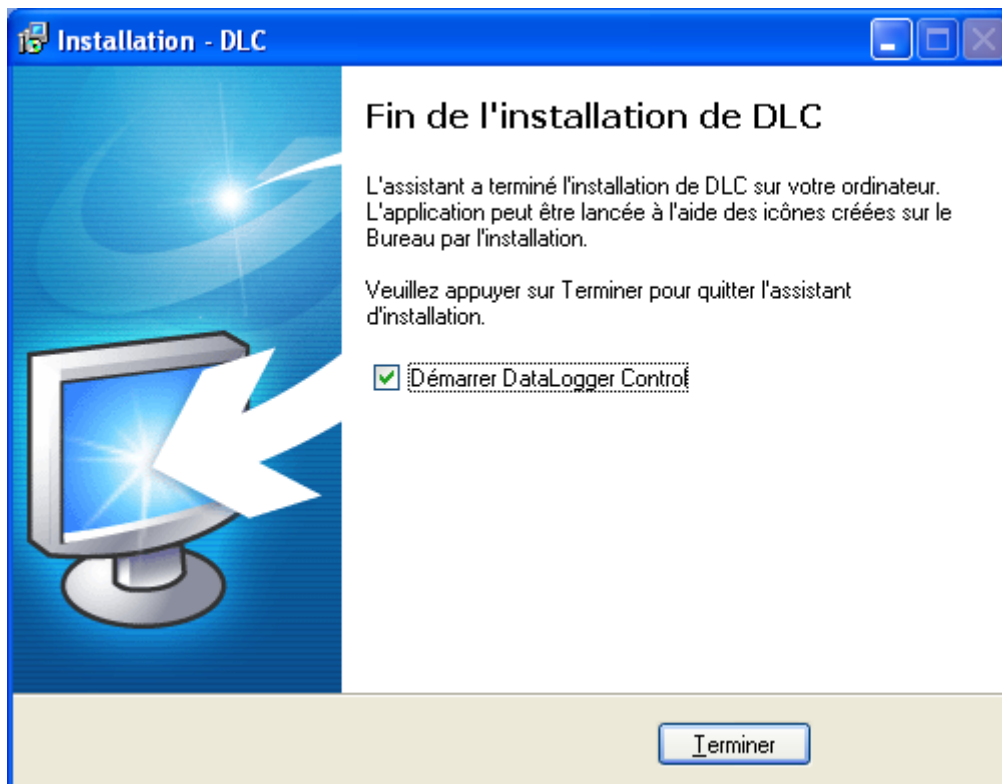 Installation - DLC
Fin de l'installation de DLC
L'assistant a terminé l'installation de DLC sur votre ordinateur.
L'application peut être lancée à l'aide des icônes créées sur le
Bureau par l'installation.
Veuillez appuyer sur Terminer pour quitter l'assistant
d'installation.
Démarrer DataLogger Control
Terminer